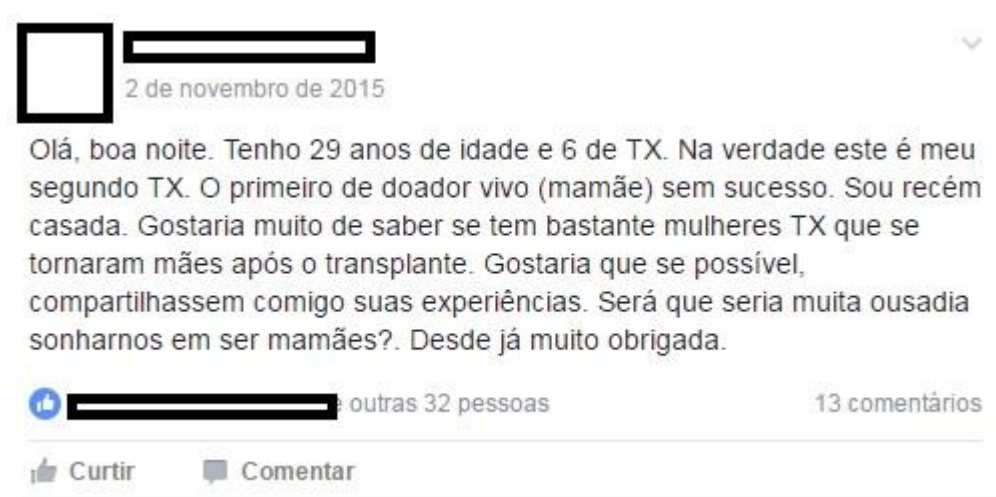 2 de novembro de 2015
Olá, boa noite. Tenho 29 anos de idade e 6 de TX. Na verdade este é meu
segundo TX. O primeiro de doador vivo (mamãe) sem sucesso. Sou recém
casada. Gostaria muito de saber se tem bastante mulheres TX que se
tornaram mães após o transplante. Gostaria que se possível,
compartilhassem comigo suas experiências. Será que seria muita ousadia
sonharnos em ser mamães?. Desde já muito obrigada.
outras 32 pessoas 13 comentários
Curtir Comentar